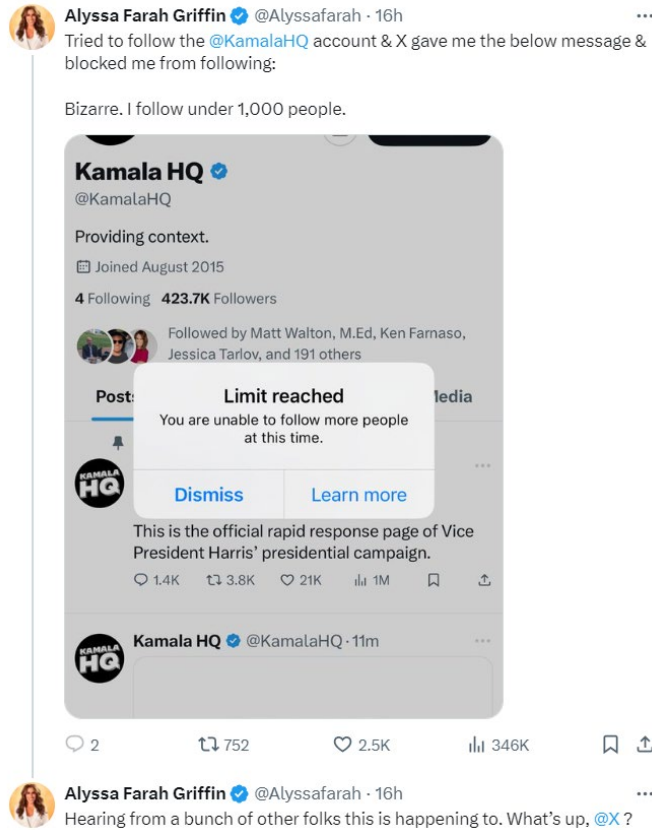 Alyssa Farah Griffin @Alyssafarah · 16h
Tried to follow the @KamalaHQ account & X gave me the below message &
blocked me from following:
Bizarre. I follow under 1,000 people.
Kamala HQ
@KamalaHQ
Providing context.
Joined August 2015
4 Following 423.7K Followers
Followed by Matt Walton, M.Ed, Ken Farnaso,
Jessica Tarlov, and 191 others
Limit reached
You are unable to follow more people
at this time.
Dismiss Learn more
KAMALA
HQ
This is the official rapid response page of Vice
President Harris' presidential campaign.
1.4K 3.8K 21K 1M
KAMALA
HQ
Kamala HQ @KamalaHQ · 11m
2 752 2.5K 346K
Alyssa Farah Griffin @Alyssafarah · 16h
Hearing from a bunch of other folks this is happening to. What's up, @X ?